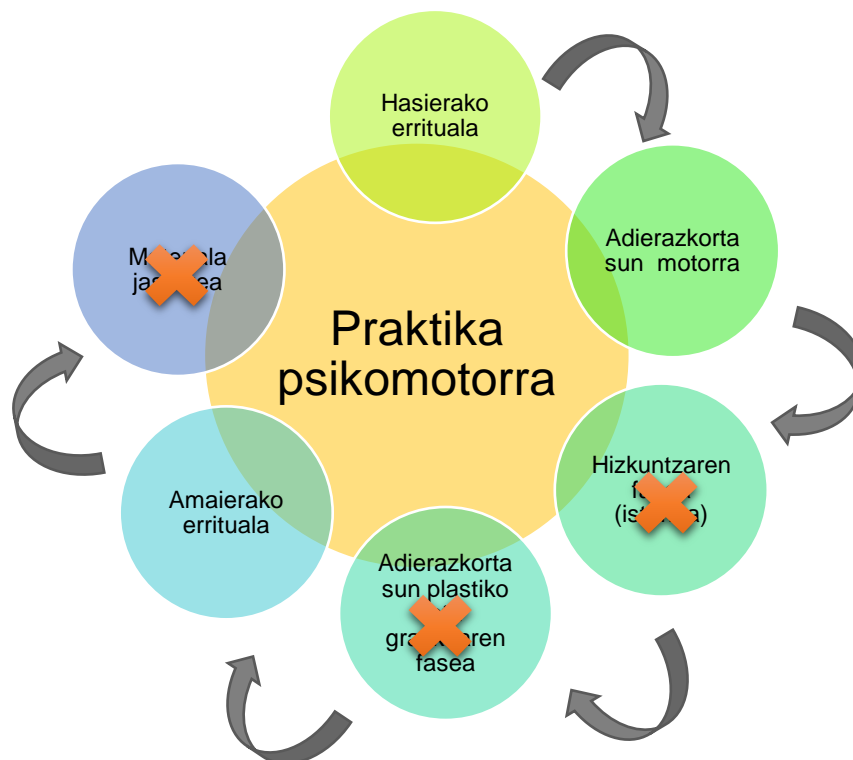 Hasierako
errituala
Adierazkorta
sun motorra
Hizkuntzaren
Adierazkorta
sun plastiko
fasea
Amaierako
errituala
Praktika
psikomotorra